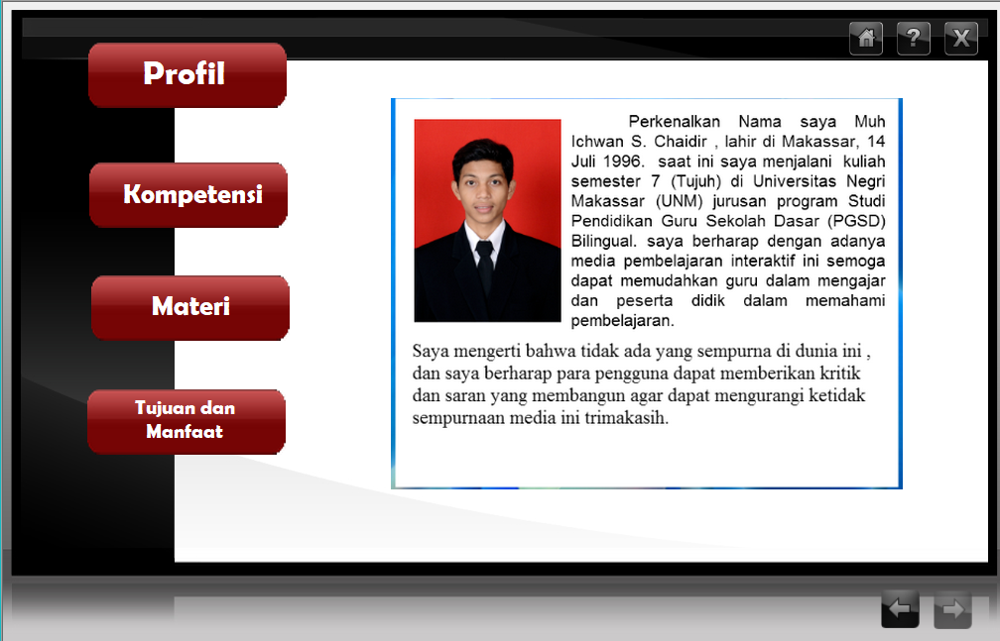 ?
X
Profil
Kompetensi
Materi
Tujuan dan
Manfaat
Perkenalkan Nama saya Muh
Ichwan S. Chaidir , lahir di Makassar, 14
Juli 1996. saat ini saya menjalani kuliah
semester 7 (Tujuh) di Universitas Negri
Makassar (UNM) jurusan program Studi
Pendidikan Guru Sekolah Dasar (PGSD)
Bilingual. saya berharap dengan adanya
media pembelajaran interaktif ini semoga
dapat memudahkan guru dalam mengajar
dan peserta didik dalam memahami
pembelajaran.
Saya mengerti bahwa tidak ada yang sempurna di dunia ini ,
dan saya berharap para pengguna dapat memberikan kritik
dan saran yang membangun agar dapat mengurangi ketidak
sempurnaan media ini trimakasih.